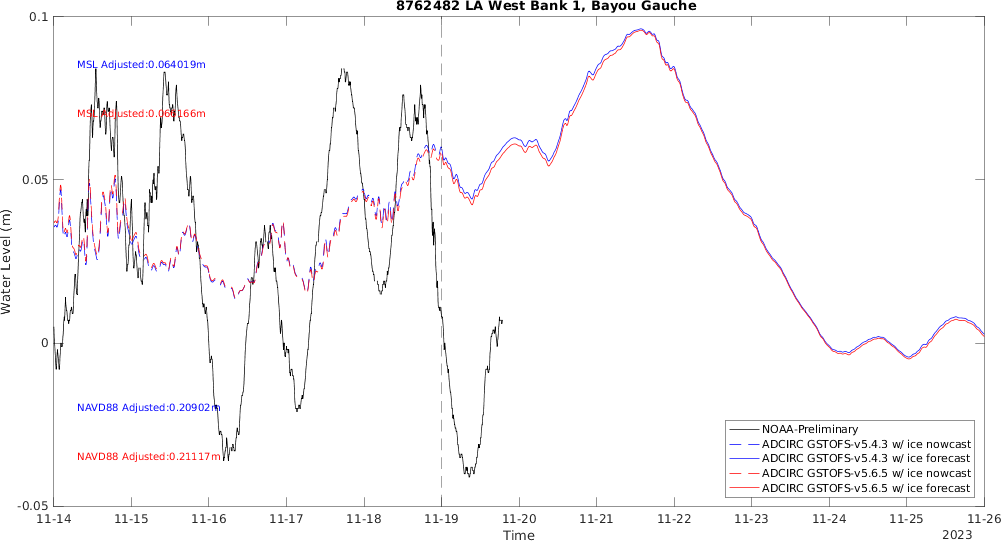 8762482 LA West Bank 1, Bayou Gauche
0.1
MSL Adjusted:0.064019m
MSL Adjusted:0.066166m
0.05
Water Level (m)
0
NAVD88 Adjusted:0.20902m
NAVD88 Adjusted:0.21117m
-0.05
NOAA-Preliminary
ADCIRC GSTOFS-v5.4.3 w/ ice nowcast
ADCIRC GSTOFS-v5.4.3 w/ ice forecast
ADCIRC GSTOFS-v5.6.5 w/ ice nowcast
ADCIRC GSTOFS-v5.6.5 w/ ice forecast
11-14 11-15 11-16 11-17 11-18 11-19 11-20 11-21 11-22 11-23 11-24 11-25 11-26
Time
2023